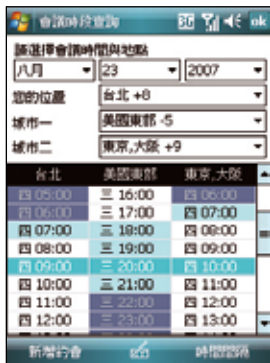 會議時段查詢 3G ok
請選擇會議時間與地點
八月 23 2007
您的位置 台北 +8
城市一 美國東部 -5
城市二 東京,大阪 +9
台北 美國東部 東京,大阪
四 05:00 三 16:00 四 06:00
四 06:00 三 17:00 四 07:00
四 07:00 三 18:00 四 08:00
四 08:00 三 19:00 四 09:00
四 09:00 三 20:00 四 10:00
四 10:00 三 21:00 四 11:00
四 11:00 三 22:00 四 12:00
四 12:00 三 23:00 四 13:00
新增約會 時間間隔